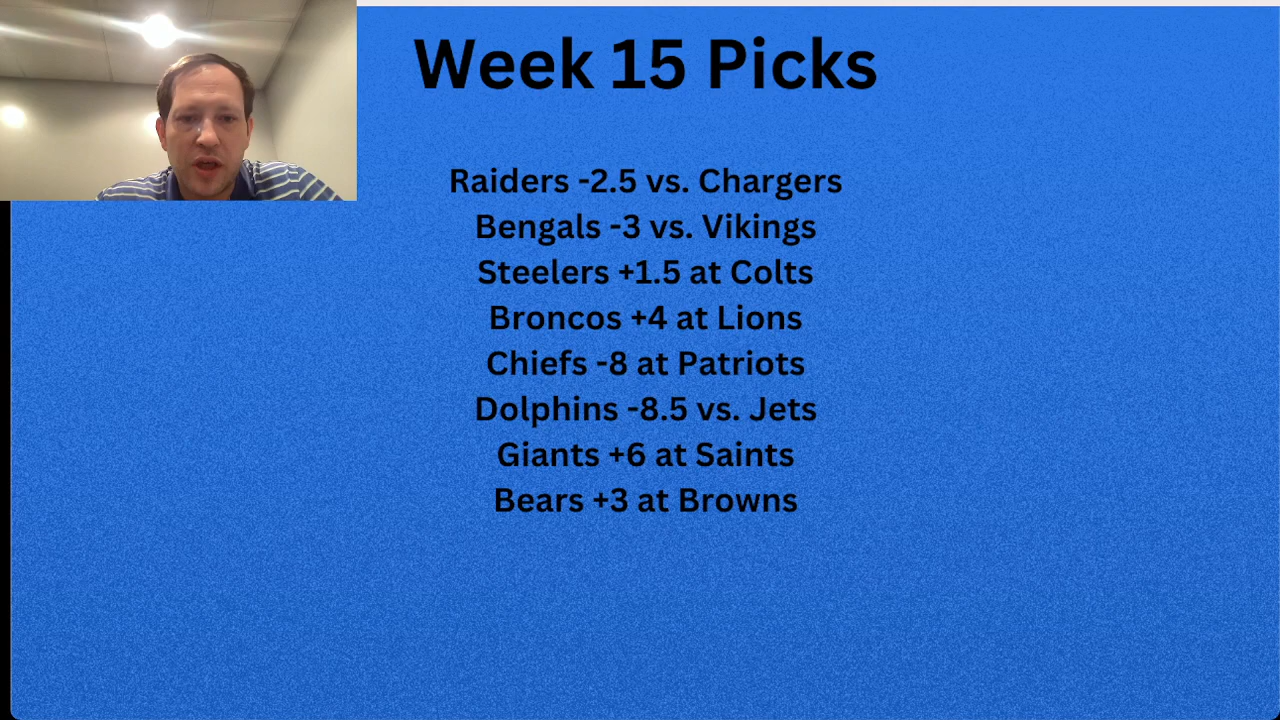 Week 15 Picks
Raiders -2.5 vs. Chargers
Bengals -3 vs. Vikings
Steelers +1.5 at Colts
Broncos +4 at Lions
Chiefs -8 at Patriots
Dolphins -8.5 vs. Jets
Giants +6 at Saints
Bears +3 at Browns